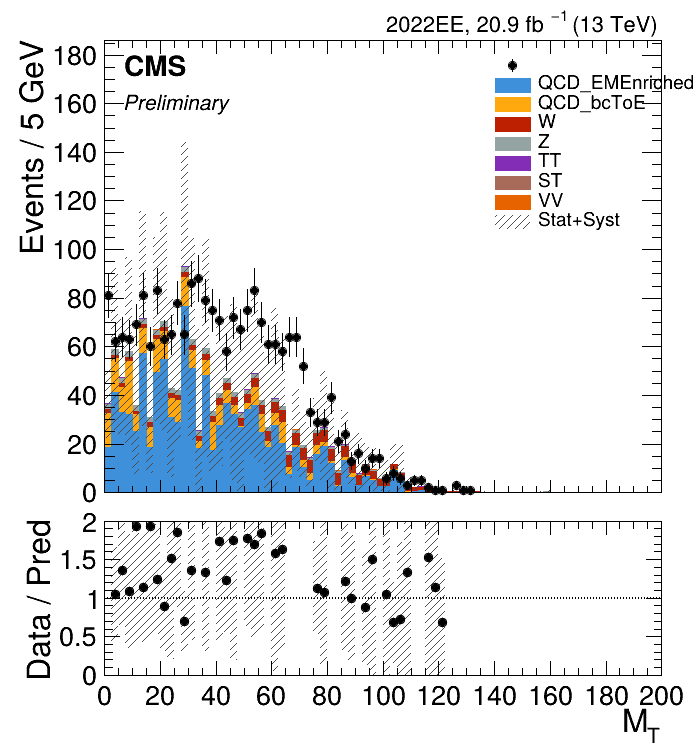 2022EE, 20.9 fb⁻¹ (13 TeV)
Events / 5 GeV
CMS
Preliminary
QCD_EMEnriched
QCD_bcToE
W
Z
TT
ST
VV
Stat+Syst
180
160
140
120
100
80
60
40
20
0
Data / Pred
2
1.5
1
0.5
0
0 20 40 60 80 100 120 140 160 180 200
M_T